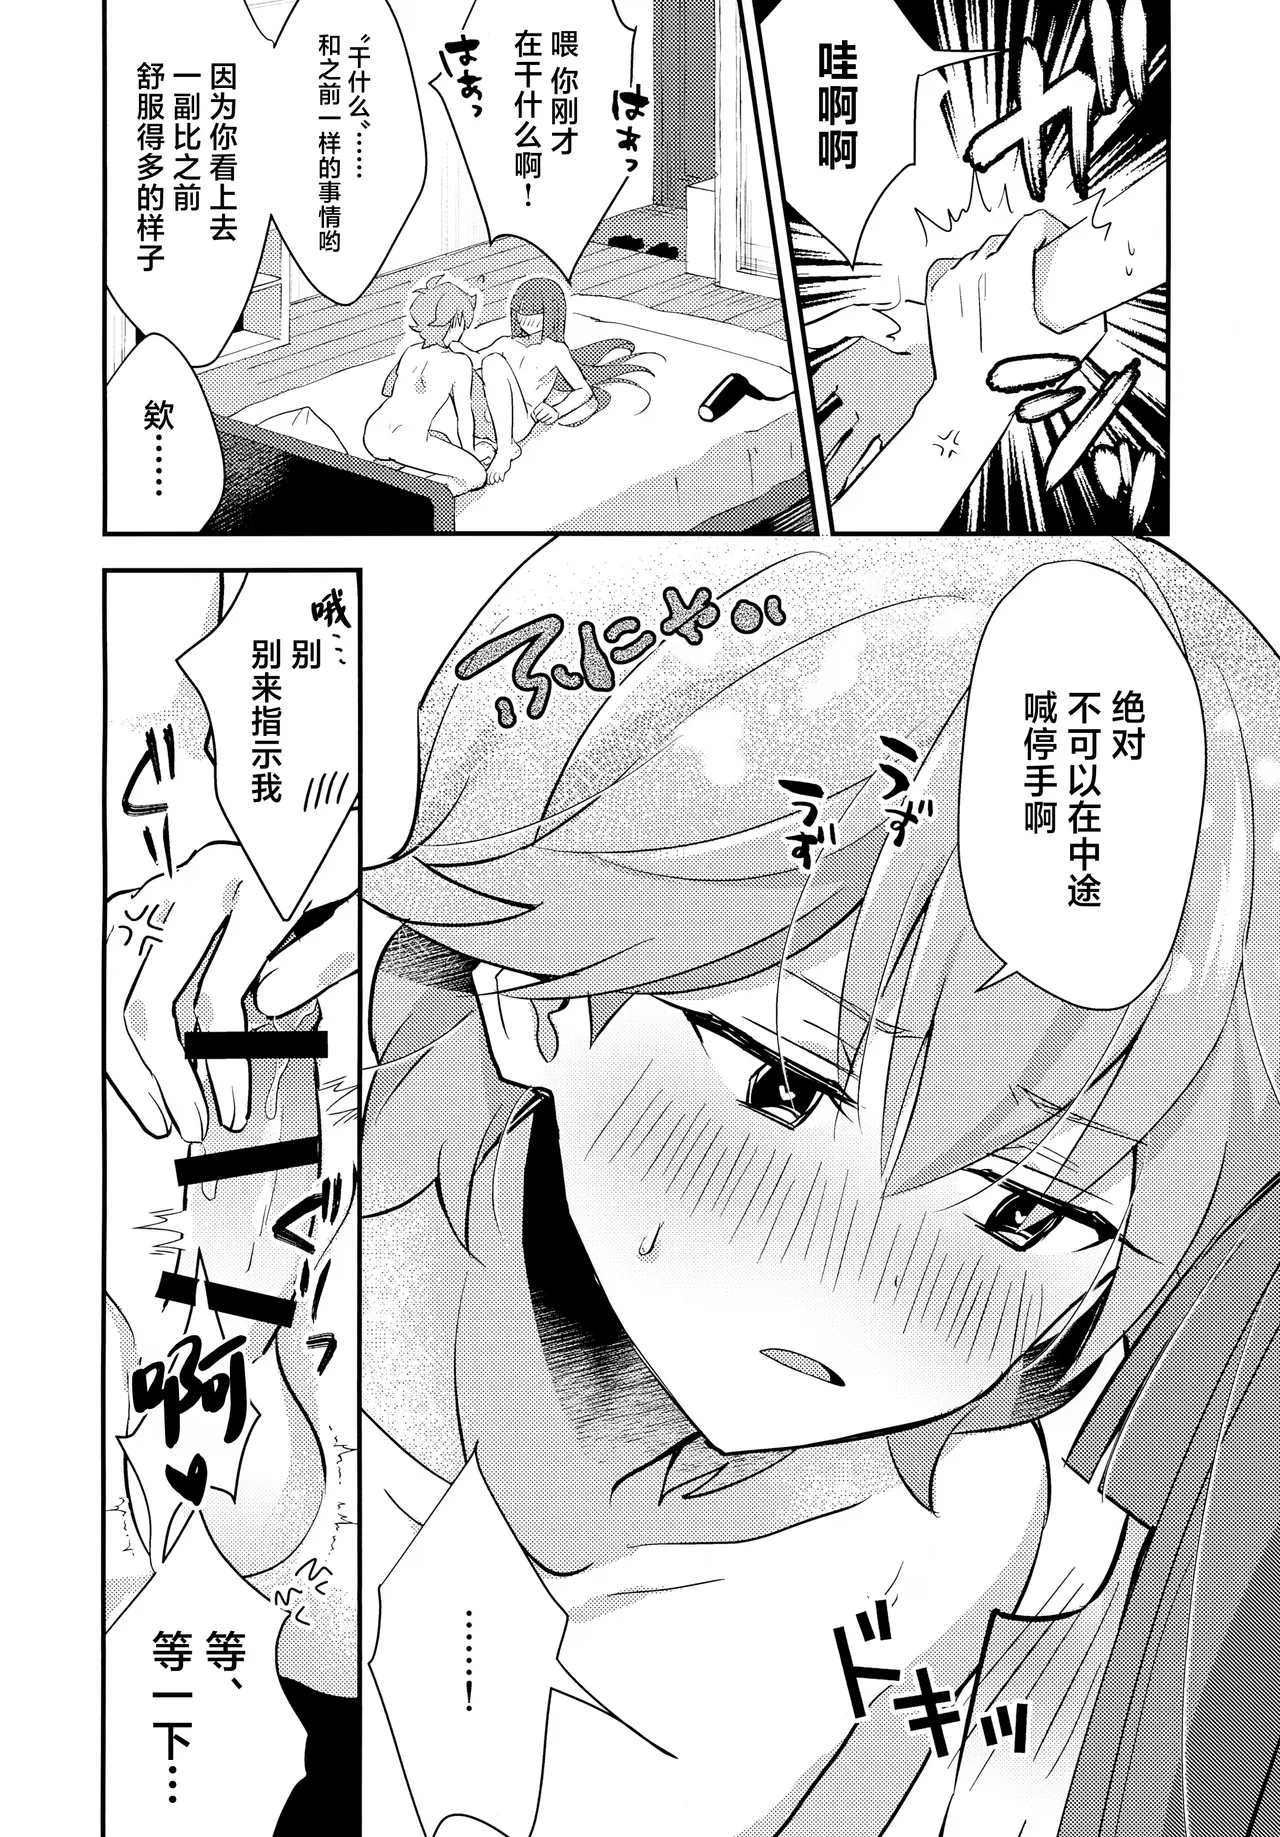 哇啊啊
喂 你刚才
在干什么啊！
はぁっ
はあっ
〝干什么〞……
和之前一样的事情哟
因为你看上去
一副比之前
舒服得多的样子
欸……
绝对
不可以在中途
喊停手啊
ふにゃぃ
うずっ
うずっ
ドキッ
……！
哦…
别
别来指示我
啊
等、
等一下…